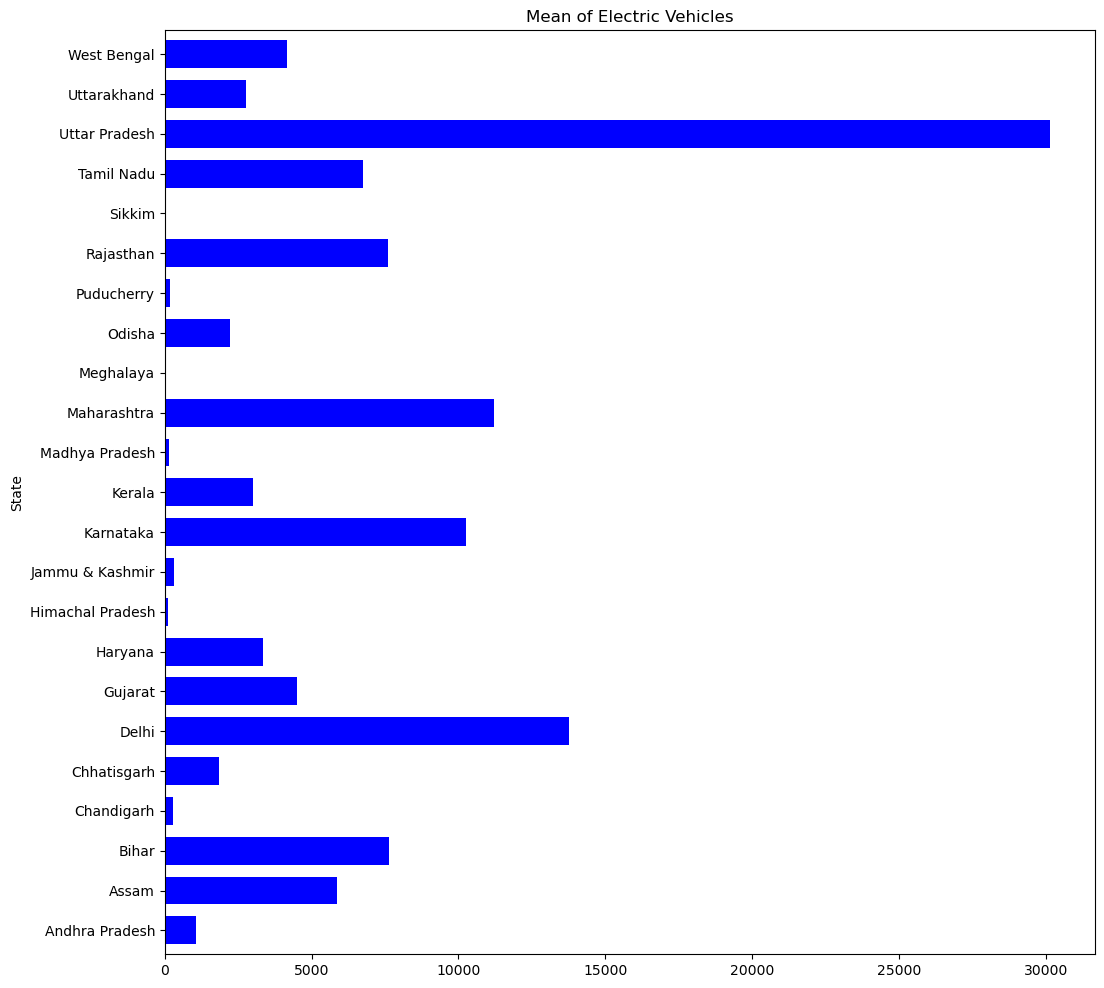 Mean of Electric Vehicles
West Bengal
Uttarakhand
Uttar Pradesh
Tamil Nadu
Sikkim
Rajasthan
Puducherry
Odisha
Meghalaya
Maharashtra
Madhya Pradesh
Kerala
Karnataka
Jammu & Kashmir
Himachal Pradesh
Haryana
Gujarat
Delhi
Chhatisgarh
Chandigarh
Bihar
Assam
Andhra Pradesh
State
0 5000 10000 15000 20000 25000 30000